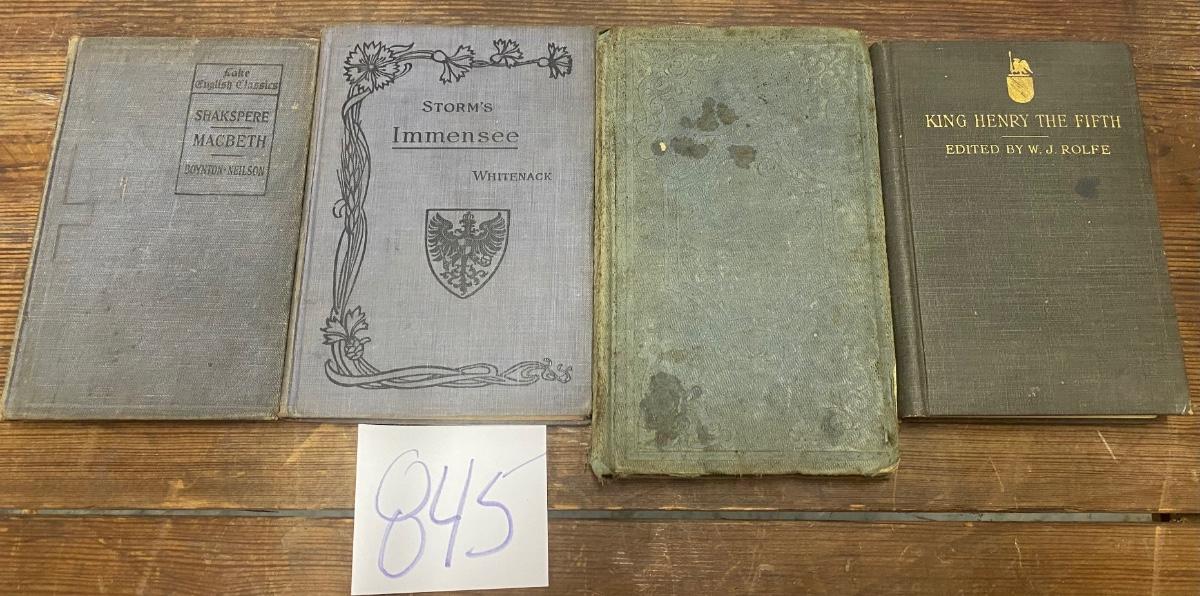 Lake
English Classics
SHAKSPERE
MACBETH
BOYNTON - NEILSON
STORM'S
Immensee
WHITENACK
KING HENRY THE FIFTH
EDITED BY W. J. ROLFE
845